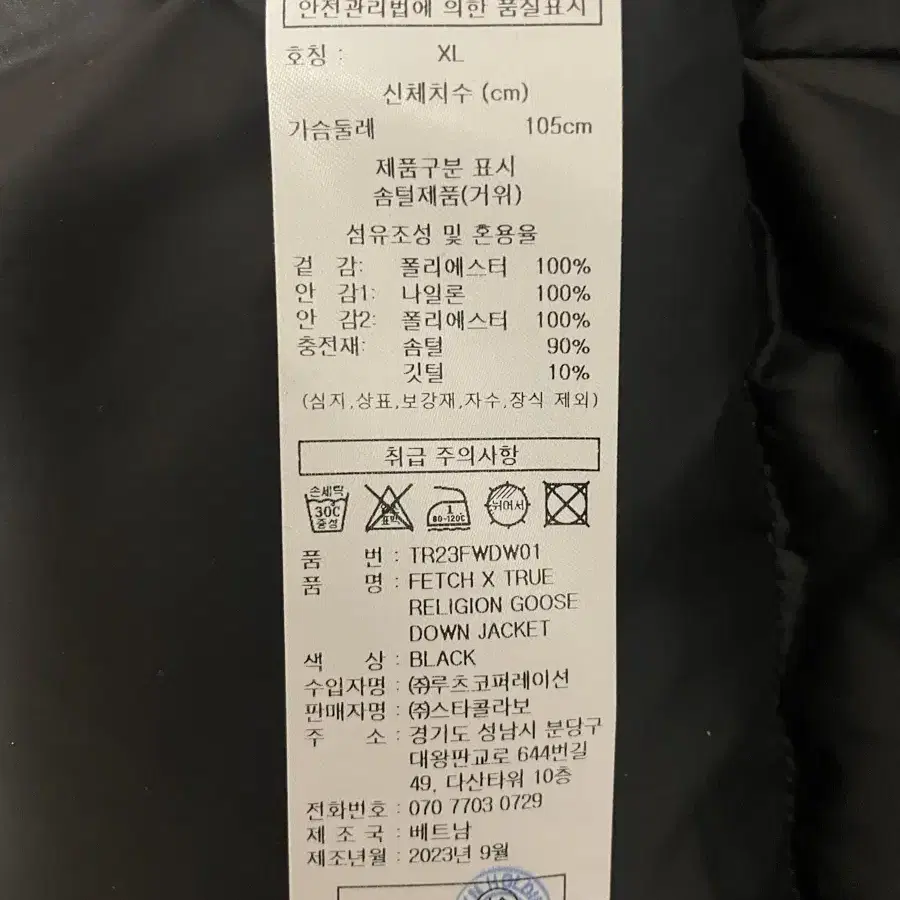 안전관리법에 의한 품질표시
호칭 : XL
신체치수 (cm)
가슴둘레 105cm
제품구분 표시
솜털제품(거위)
섬유조성 및 혼용율
겉 감: 폴리에스터 100%
안 감1: 나일론 100%
안 감2: 폴리에스터 100%
충전재: 솜털 90%
깃털 10%
(심지,상표,보강재,자수,장식 제외)
취급 주의사항
손세탁
30C
중성
표백
1
80-120C
뉘어서
품 번 : TR23FWDW01
품 명 : FETCH X TRUE
RELIGION GOOSE
DOWN JACKET
색 상 : BLACK
수입자명 : ㈜루츠코퍼레이션
판매자명 : ㈜스타콜라보
주 소 : 경기도 성남시 분당구
대왕판교로 644번길
49, 다산타워 10층
전화번호 : 070 7703 0729
제 조 국 : 베트남
제조년월 : 2023년 9월